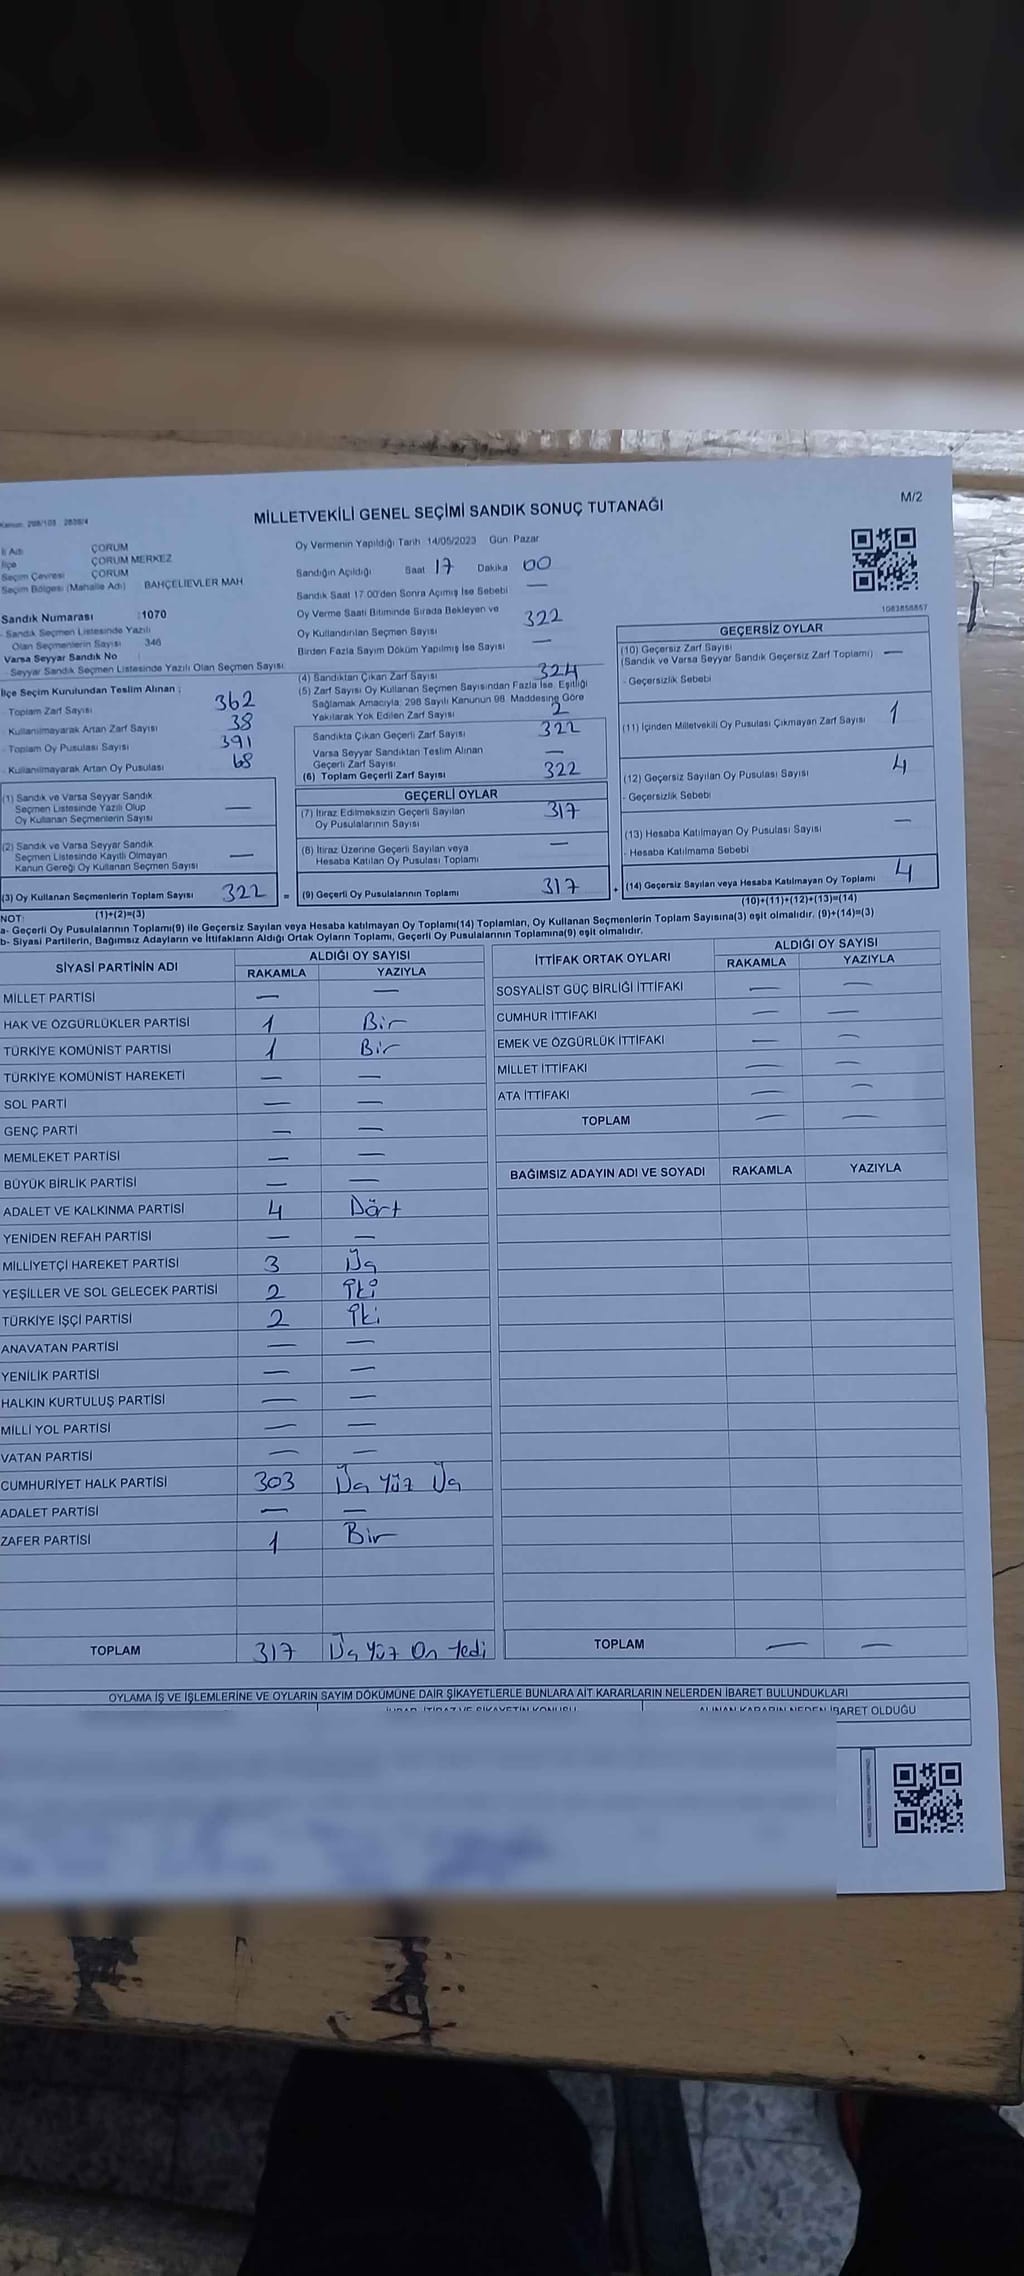 Kanun: 298/103 2839/4
MİLLETVEKİLİ GENEL SEÇİMİ SANDIK SONUÇ TUTANAĞI
M/2
İl Adı ÇORUM
İlçe ÇORUM MERKEZ
Seçim Çevresi ÇORUM
Seçim Bölgesi (Mahalle Adı) BAHÇELİEVLER MAH.
Sandık Numarası :1070
- Sandık Seçmen Listesinde Yazılı
Olan Seçmenlerin Sayısı 346
Varsa Seyyar Sandık No
- Seyyar Sandık Seçmen Listesinde Yazılı Olan Seçmen Sayısı:
İlçe Seçim Kurulundan Teslim Alınan ;
- Toplam Zarf Sayısı 362
- Kullanılmayarak Artan Zarf Sayısı 38
- Toplam Oy Pusulası Sayısı 391
- Kullanılmayarak Artan Oy Pusulası 68
(1) Sandık ve Varsa Seyyar Sandık
Seçmen Listesinde Yazılı Olup
Oy Kullanan Seçmenlerin Sayısı —
(2) Sandık ve Varsa Seyyar Sandık
Seçmen Listesinde Kayıtlı Olmayan
Kanun Gereği Oy Kullanan Seçmen Sayısı —
(3) Oy Kullanan Seçmenlerin Toplam Sayısı 322 =
(1)+(2)=(3)
Oy Vermenin Yapıldığı Tarih 14/05/2023 Gün: Pazar
Sandığın Açıldığı Saat 17 Dakika 00
Sandık Saat 17.00'den Sonra Açımış İse Sebebi —
Oy Verme Saati Bitiminde Sırada Bekleyen ve
Oy Kullandırılan Seçmen Sayısı 322
Birden Fazla Sayım Döküm Yapılmış İse Sayısı —
(4) Sandıktan Çıkan Zarf Sayısı 324
(5) Zarf Sayısı Oy Kullanan Seçmen Sayısından Fazla İse, Eşitliği
Sağlamak Amacıyla; 298 Sayılı Kanunun 98. Maddesine Göre
Yakılarak Yok Edilen Zarf Sayısı 2
Sandıkta Çıkan Geçerli Zarf Sayısı 322
Varsa Seyyar Sandıktan Teslim Alınan
Geçerli Zarf Sayısı —
(6) Toplam Geçerli Zarf Sayısı 322
GEÇERLİ OYLAR
(7) İtiraz Edilmeksizin Geçerli Sayılan
Oy Pusulalarının Sayısı 317
(8) İtiraz Üzerine Geçerli Sayılan veya
Hesaba Katılan Oy Pusulası Toplamı —
(9) Geçerli Oy Pusulalarının Toplamı 317 +
1083858857
GEÇERSİZ OYLAR
(10) Geçersiz Zarf Sayısı
(Sandık ve Varsa Seyyar Sandık Geçersiz Zarf Toplamı) —
- Geçersizlik Sebebi
(11) İçinden Milletvekili Oy Pusulası Çıkmayan Zarf Sayısı 1
(12) Geçersiz Sayılan Oy Pusulası Sayısı 4
- Geçersizlik Sebebi
(13) Hesaba Katılmayan Oy Pusulası Sayısı —
- Hesaba Katılmama Sebebi
(14) Geçersiz Sayılan veya Hesaba Katılmayan Oy Toplamı 4
(10)+(11)+(12)+(13)=(14)
NOT:
a- Geçerli Oy Pusulalarının Toplamı(9) ile Geçersiz Sayılan veya Hesaba katılmayan Oy Toplamı(14) Toplamları, Oy Kullanan Seçmenlerin Toplam Sayısına(3) eşit olmalıdır. (9)+(14)=(3)
b- Siyasi Partilerin, Bağımsız Adayların ve İttifakların Aldığı Ortak Oyların Toplamı, Geçerli Oy Pusulalarının Toplamına(9) eşit olmalıdır.
SİYASİ PARTİNİN ADI ALDIĞI OY SAYISI
RAKAMLA YAZIYLA
MİLLET PARTİSİ — —
HAK VE ÖZGÜRLÜKLER PARTİSİ 1 Bir
TÜRKİYE KOMÜNİST PARTİSİ 1 Bir
TÜRKİYE KOMÜNİST HAREKETİ — —
SOL PARTİ — —
GENÇ PARTİ — —
MEMLEKET PARTİSİ — —
BÜYÜK BİRLİK PARTİSİ — —
ADALET VE KALKINMA PARTİSİ 4 Dört
YENİDEN REFAH PARTİSİ — —
MİLLİYETÇİ HAREKET PARTİSİ 3 Üç
YEŞİLLER VE SOL GELECEK PARTİSİ 2 İki
TÜRKİYE İŞÇİ PARTİSİ 2 İki
ANAVATAN PARTİSİ — —
YENİLİK PARTİSİ — —
HALKIN KURTULUŞ PARTİSİ — —
MİLLİ YOL PARTİSİ — —
VATAN PARTİSİ — —
CUMHURİYET HALK PARTİSİ 303 Üç Yüz Üç
ADALET PARTİSİ — —
ZAFER PARTİSİ 1 Bir
TOPLAM 317 Üç Yüz On Yedi
İTTİFAK ORTAK OYLARI ALDIĞI OY SAYISI
RAKAMLA YAZIYLA
SOSYALİST GÜÇ BİRLİĞİ İTTİFAKI — —
CUMHUR İTTİFAKI — —
EMEK VE ÖZGÜRLÜK İTTİFAKI — —
MİLLET İTTİFAKI — —
ATA İTTİFAKI — —
TOPLAM — —
BAĞIMSIZ ADAYIN ADI VE SOYADI RAKAMLA YAZIYLA
TOPLAM — —
OYLAMA İŞ VE İŞLEMLERİNE VE OYLARIN SAYIM DÖKÜMÜNE DAİR ŞİKAYETLERLE BUNLARA AİT KARARLARIN NELERDEN İBARET BULUNDUKLARI
İTİRAZ VE ŞİKAYETİN KONUSU ALINAN KARARIN NEDEN İBARET OLDUĞU